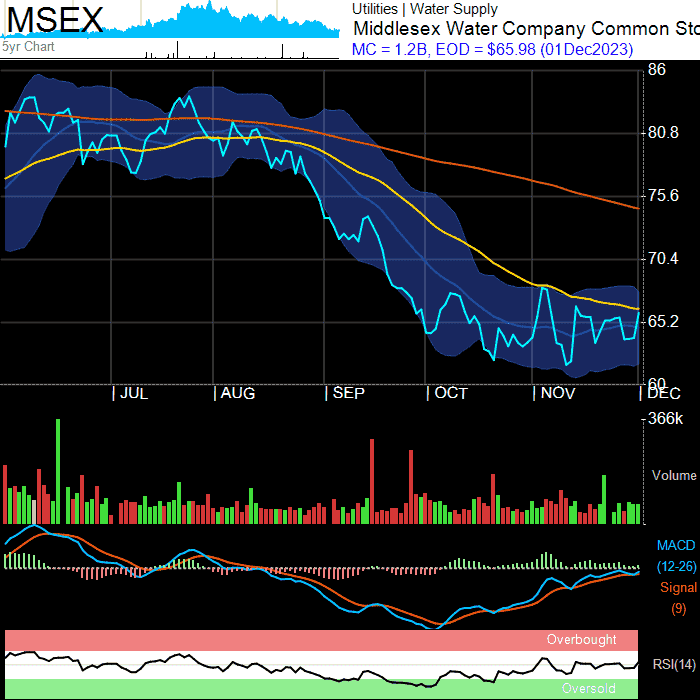 MSEX
5yr Chart
Utilities | Water Supply
Middlesex Water Company Common Sto
MC = 1.2B, EOD = $65.98 (01Dec2023)
86
80.8
75.6
70.4
65.2
60
JUL
AUG
SEP
OCT
NOV
DEC
366k
Volume
MACD
(12-26)
Signal
(9)
Overbought
RSI(14)
Oversold